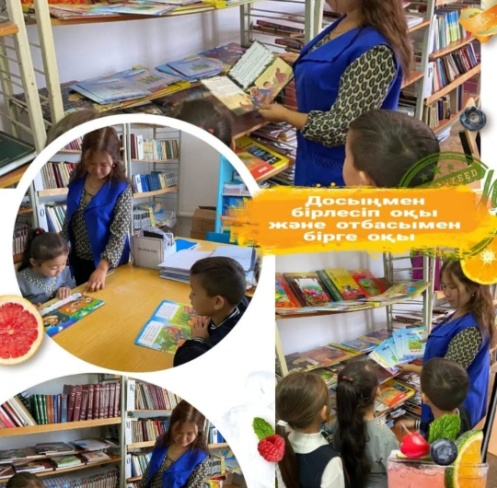 Досыңмен
бірлесіп оқы
және отбасымен
бірге оқы